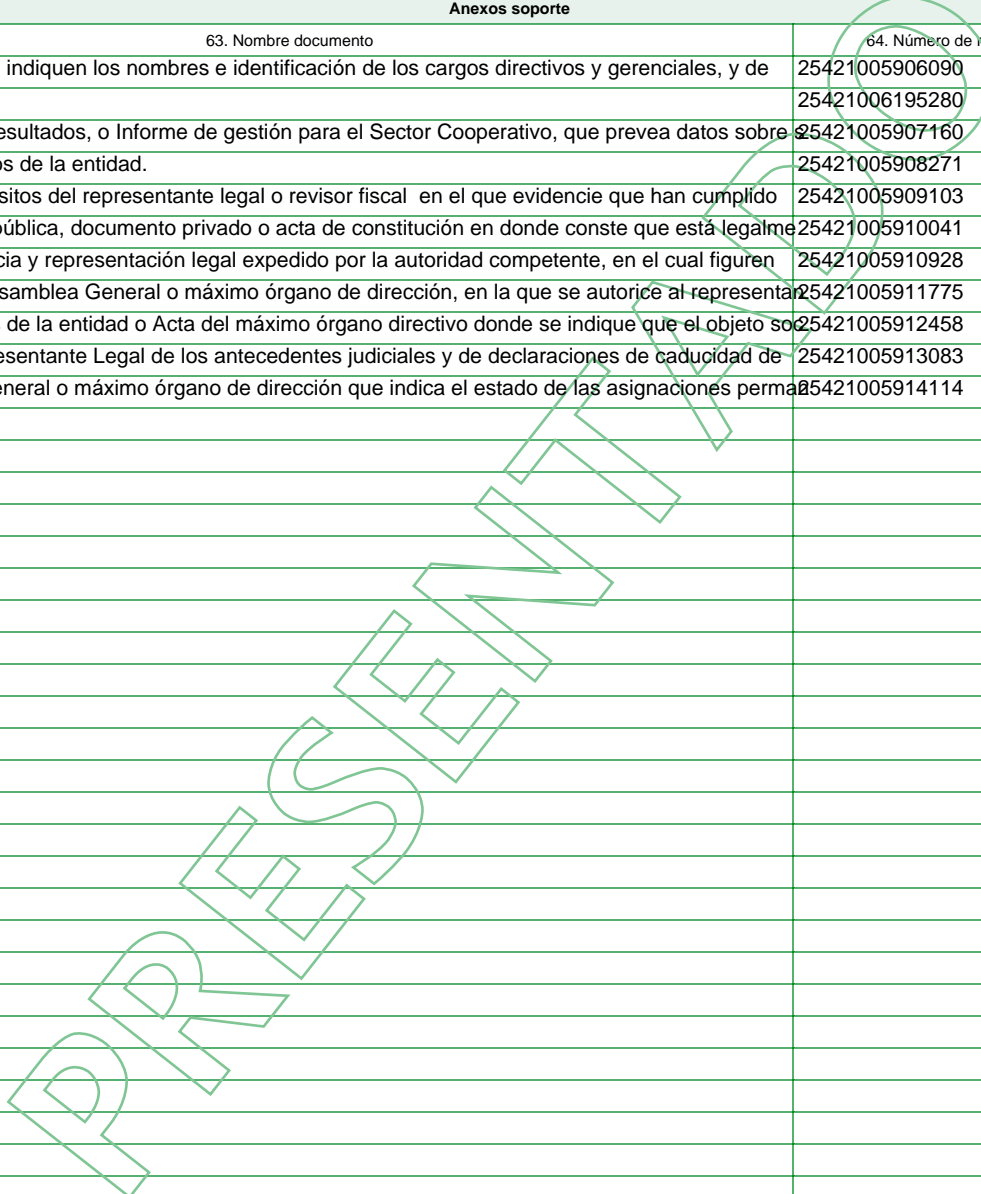 Anexos soporte
63. Nombre documento 64. Número de
indiquen los nombres e identificación de los cargos directivos y gerenciales, y de 25421005906090
25421006195280
esultados, o Informe de gestión para el Sector Cooperativo, que prevea datos sobre s 25421005907160
os de la entidad. 25421005908271
sitos del representante legal o revisor fiscal en el que evidencie que han cumplido 25421005909103
pública, documento privado o acta de constitución en donde conste que está legalme 25421005910041
cia y representación legal expedido por la autoridad competente, en el cual figuren 25421005910928
samblea General o máximo órgano de dirección, en la que se autorice al representan 25421005911775
de la entidad o Acta del máximo órgano directivo donde se indique que el objeto soc 25421005912458
esentante Legal de los antecedentes judiciales y de declaraciones de caducidad de 25421005913083
eneral o máximo órgano de dirección que indica el estado de las asignaciones perman 25421005914114
PRESENTADO